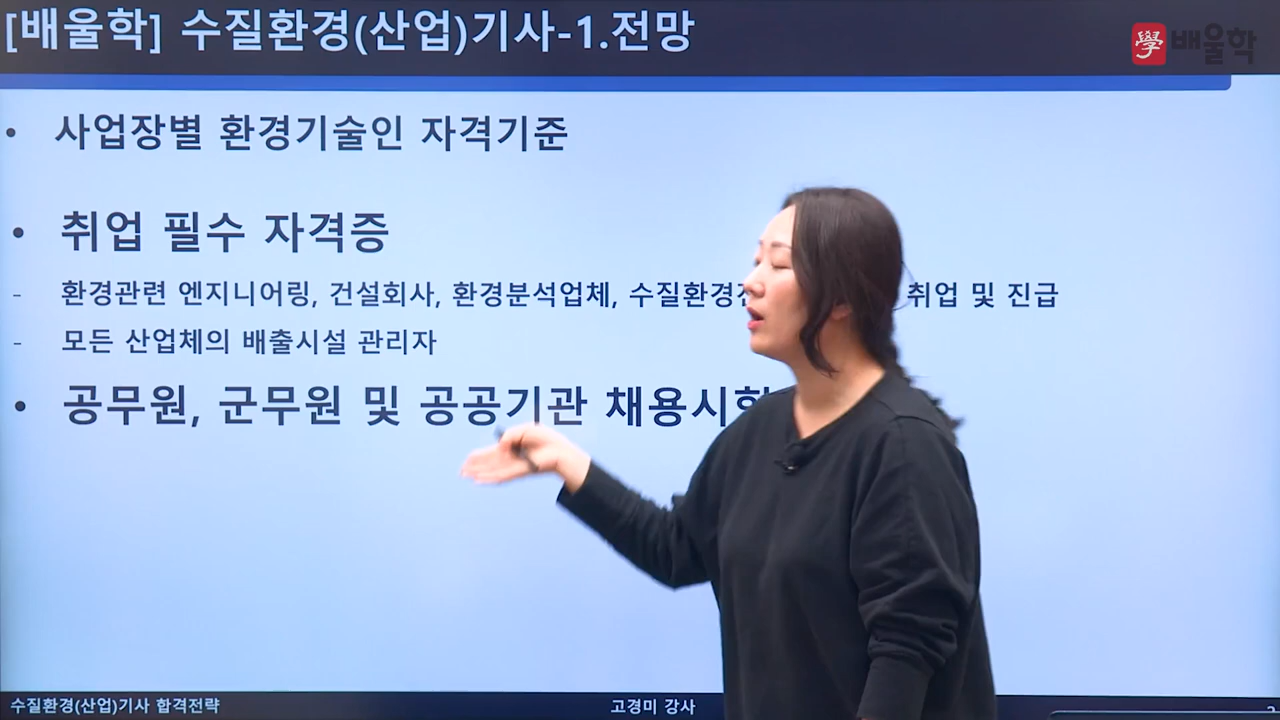 [배울학] 수질환경(산업)기사-1.전망
學 배울학
• 사업장별 환경기술인 자격기준
• 취업 필수 자격증
- 환경관련 엔지니어링, 건설회사, 환경분석업체, 수질환경 취업 및 진급
- 모든 산업체의 배출시설 관리자
• 공무원, 군무원 및 공공기관 채용시험
수질환경(산업)기사 합격전략
고경미 강사